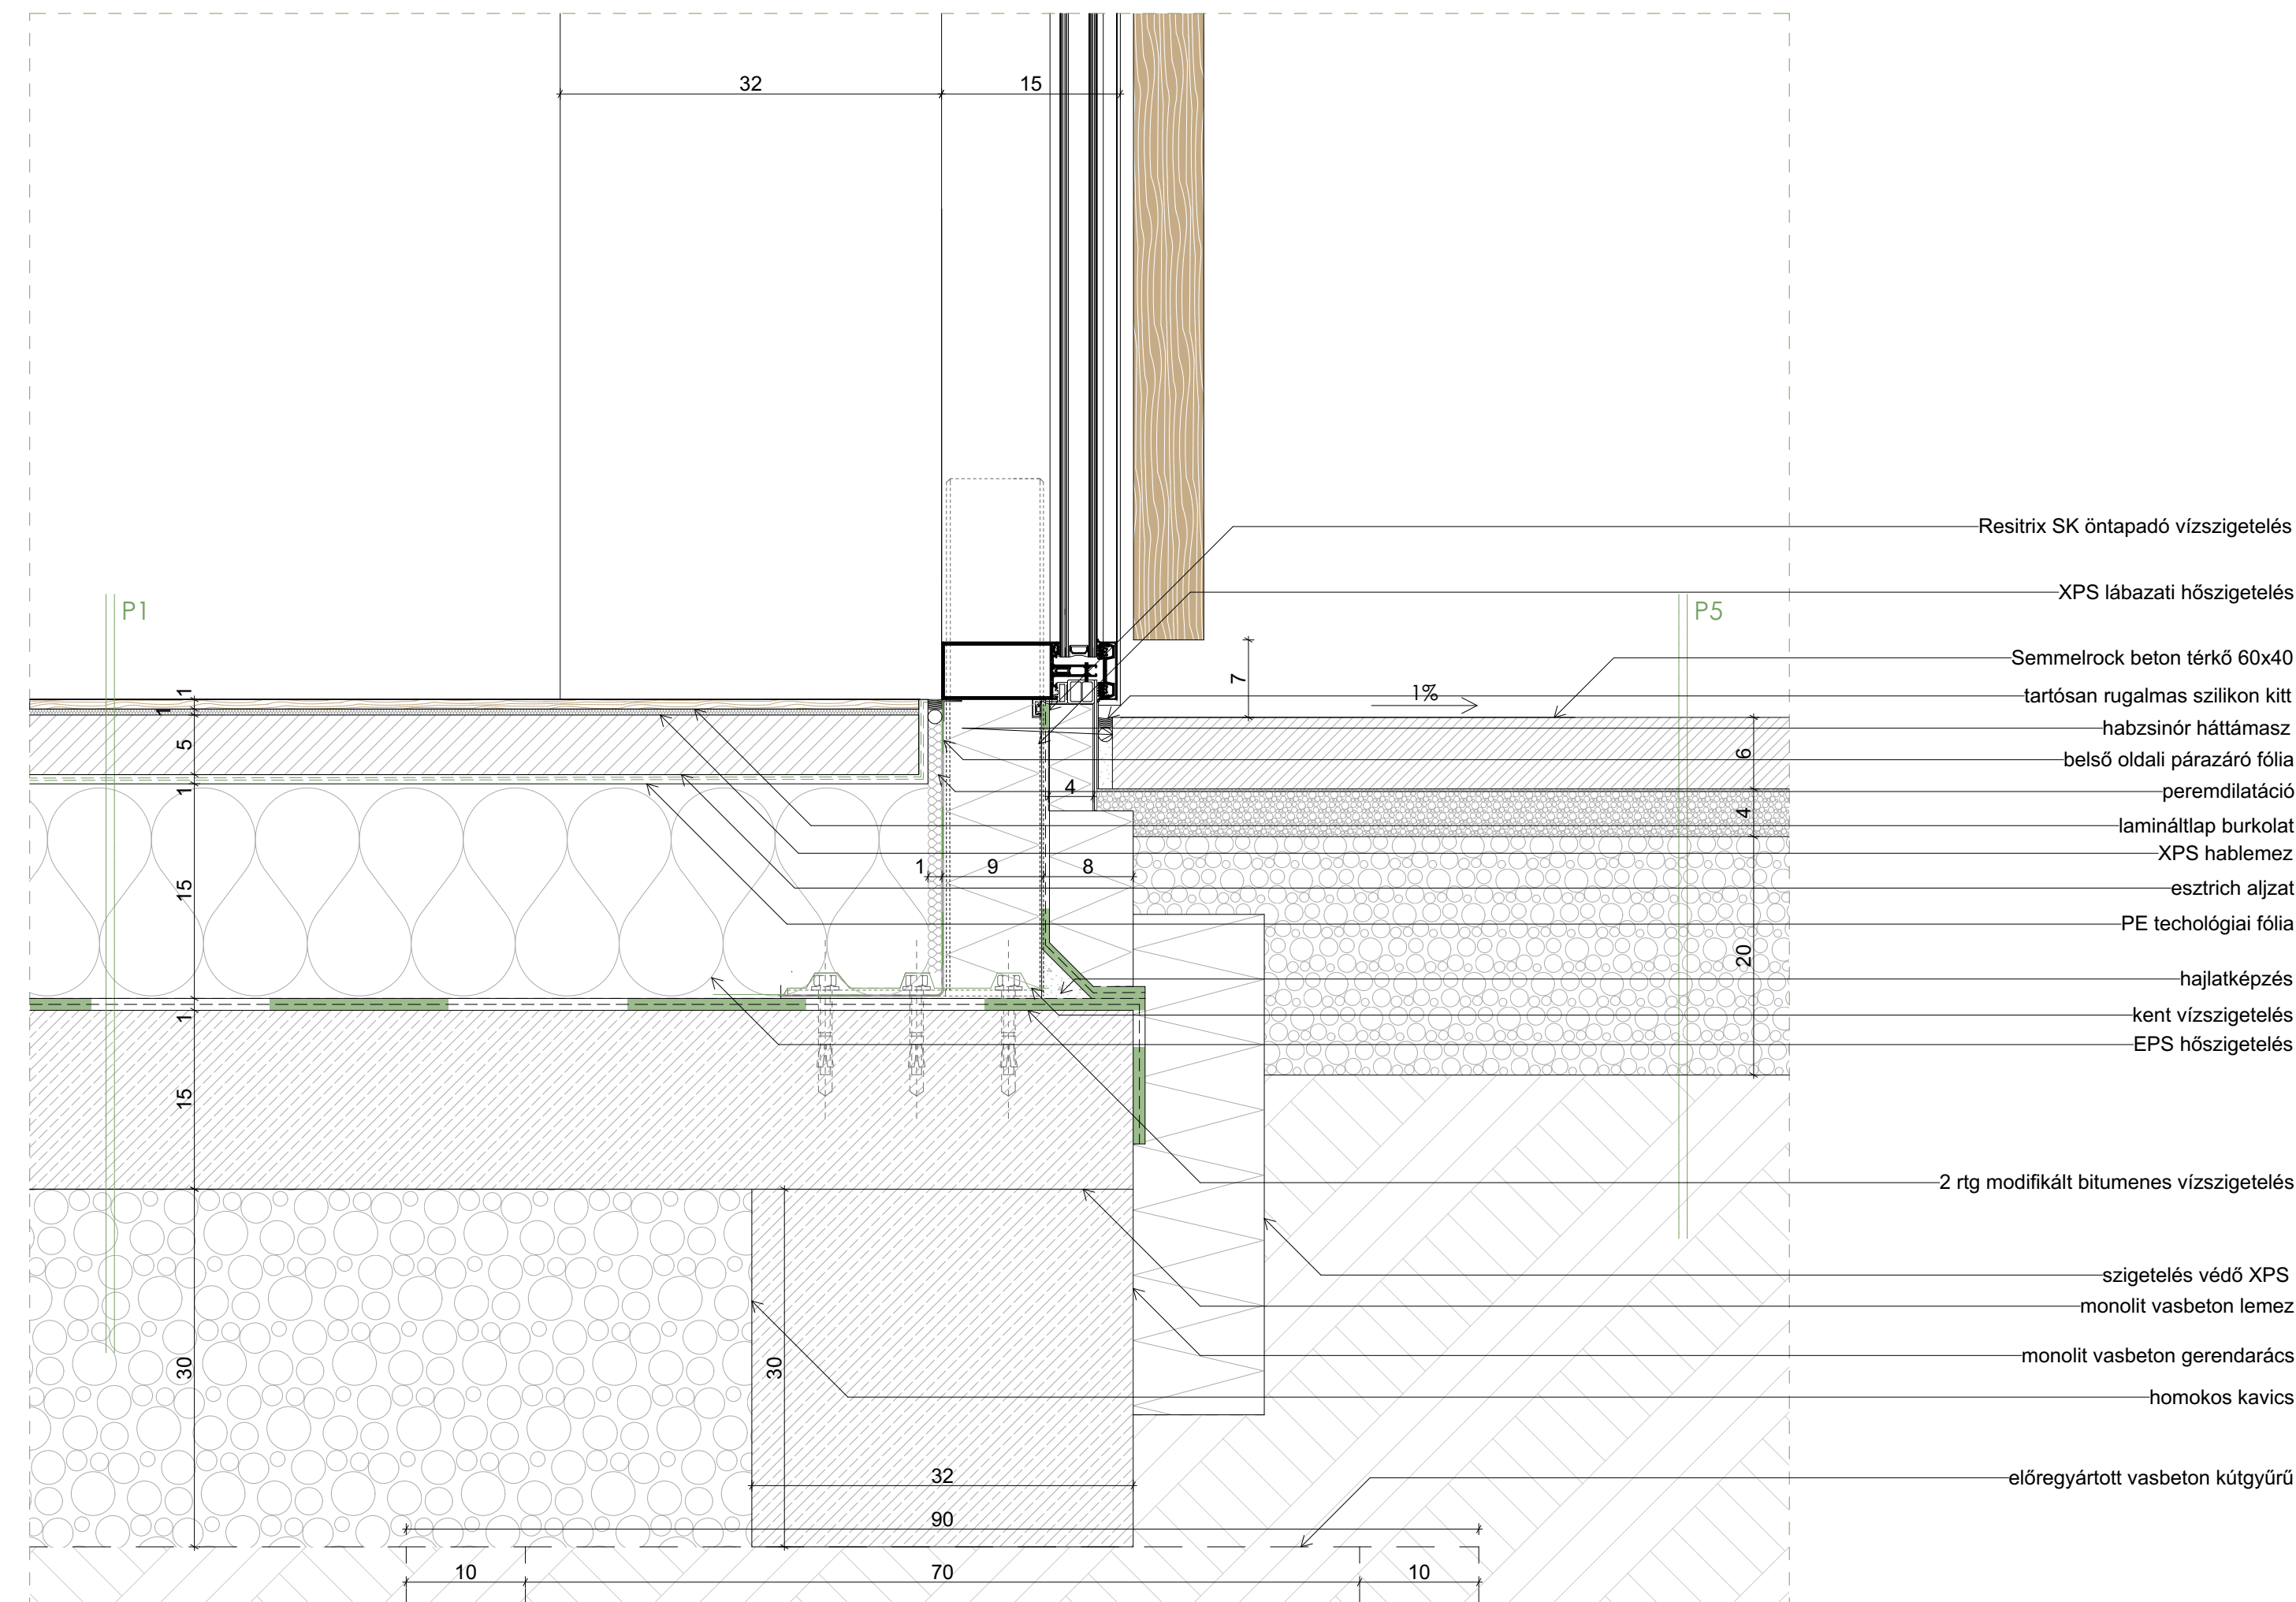 32
15
Resitrix SK öntapadó vízszigetelés
XPS lábazati hőszigetelés
P1
P5
Semmelrock beton térkő 60x40
7
1%
tartósan rugalmas szilikon kitt
1
1
habzsinór háttámasz
5
6
belső oldali párazáró fólia
1
4
peremdilatáció
4
lamináltlap burkolat
XPS hablemez
15
1
9
8
esztrich aljzat
PE techológiai fólia
20
hajlatképzés
1
kent vízszigetelés
EPS hőszigetelés
15
2 rtg modifikált bitumenes vízszigetelés
szigetelés védő XPS
monolit vasbeton lemez
30
30
monolit vasbeton gerendarács
homokos kavics
32
előregyártott vasbeton kútgyűrű
90
10
70
10